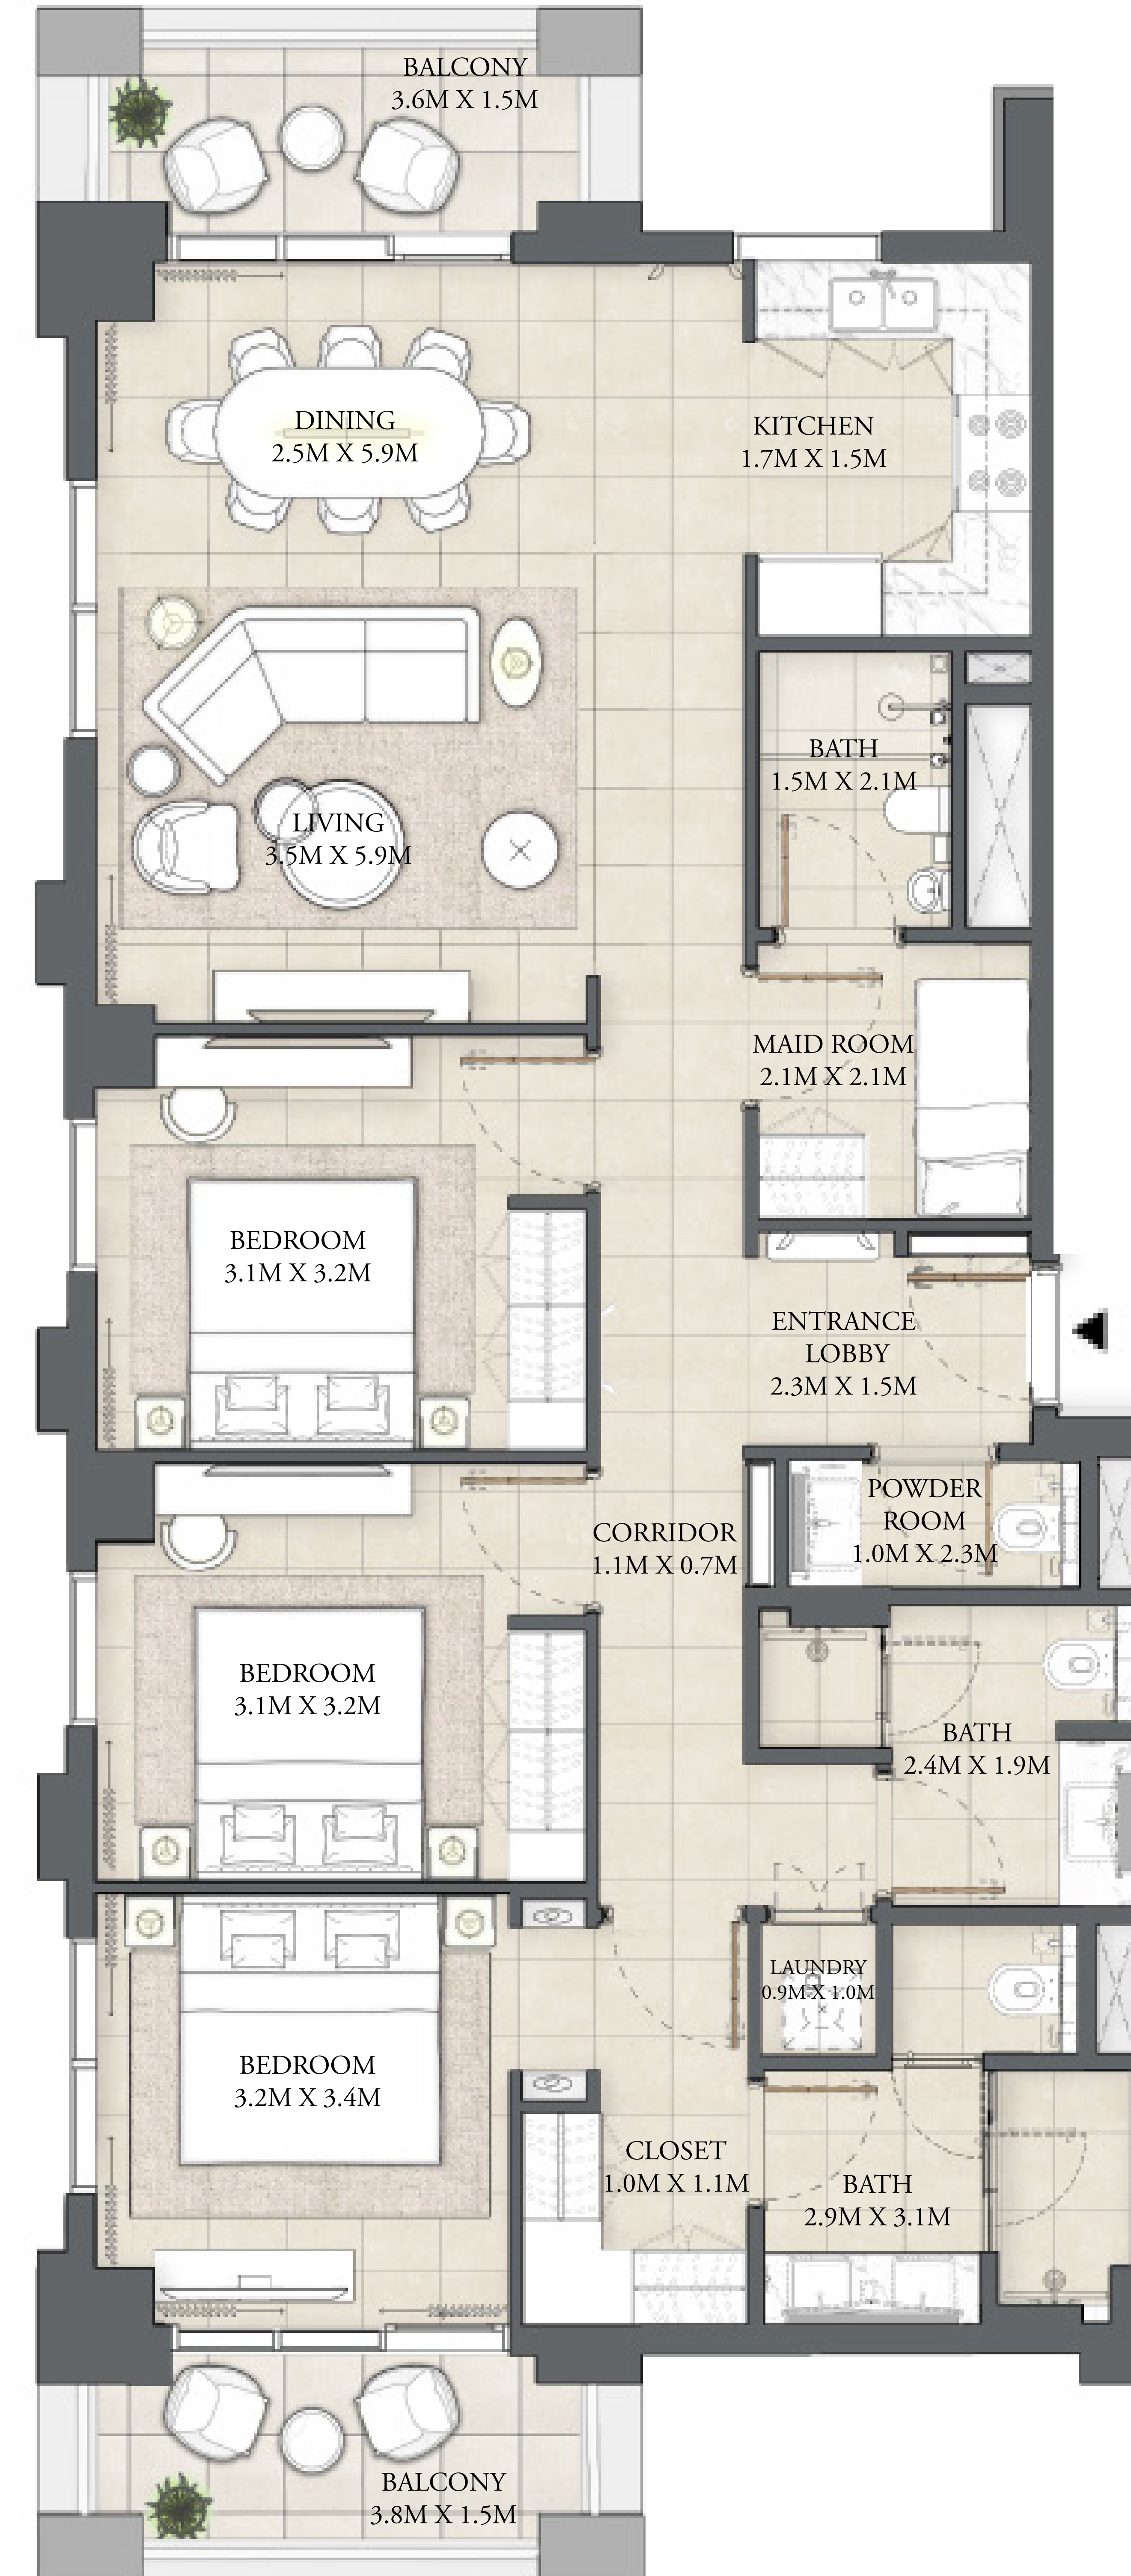 BALCONY
3.6M X 1.5M
DINING
2.5M X 5.9M
KITCHEN
1.7M X 1.5M
BATH
1.5M X 2.1M
LIVING
3.5M X 5.9M
MAID ROOM
2.1M X 2.1M
BEDROOM
3.1M X 3.2M
ENTRANCE
LOBBY
2.3M X 1.5M
POWDER
ROOM
1.0M X 2.3M
CORRIDOR
1.1M X 0.7M
BEDROOM
3.1M X 3.2M
BATH
2.4M X 1.9M
LAUNDRY
0.9M X 1.0M
BEDROOM
3.2M X 3.4M
CLOSET
1.0M X 1.1M
BATH
2.9M X 3.1M
BALCONY
3.8M X 1.5M